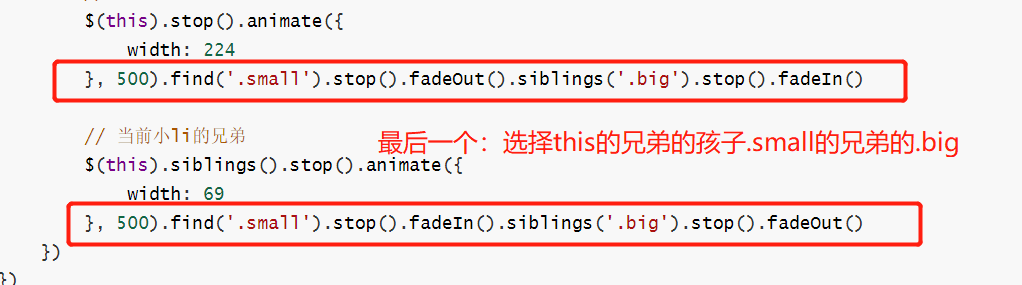 $(this).stop().animate({
width: 224
}, 500).find('.small').stop().fadeOut().siblings('.big').stop().fadeIn()
// 当前小li的兄弟
最后一个：选择this的兄弟的孩子.small的兄弟的.big
$(this).siblings().stop().animate({
width: 69
}, 500).find('.small').stop().fadeIn().siblings('.big').stop().fadeOut()
})
})